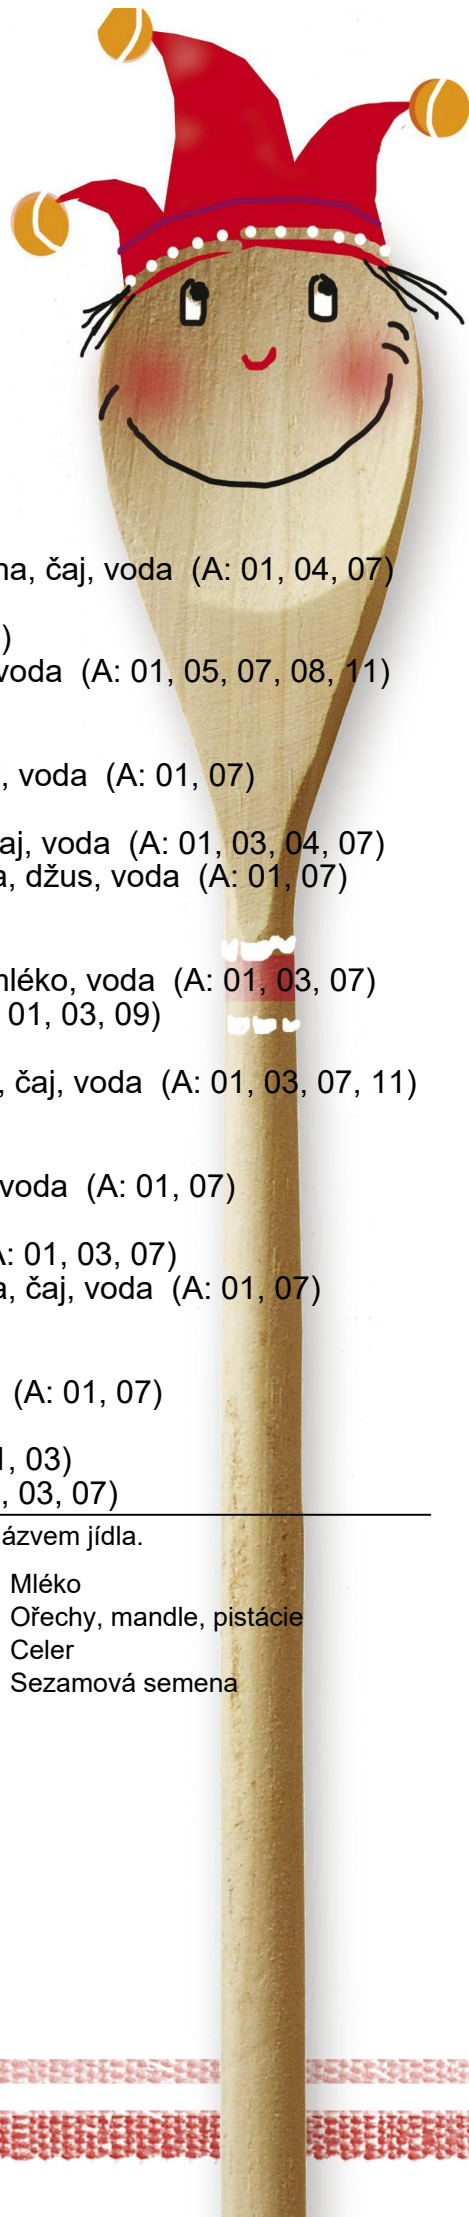 čaj, voda (A: 01, 04, 07)
)
voda (A: 01, 05, 07, 08, 11)
, voda (A: 01, 07)
aj, voda (A: 01, 03, 04, 07)
a, džus, voda (A: 01, 07)
mléko, voda (A: 01, 03, 07)
01, 03, 09)
, čaj, voda (A: 01, 03, 07, 11)
voda (A: 01, 07)
A: 01, 03, 07)
a, čaj, voda (A: 01, 07)
(A: 01, 07)
, 03)
, 03, 07)
ázvem jídla.
Mléko
Ořechy, mandle, pistácie
Celer
Sezamová semena